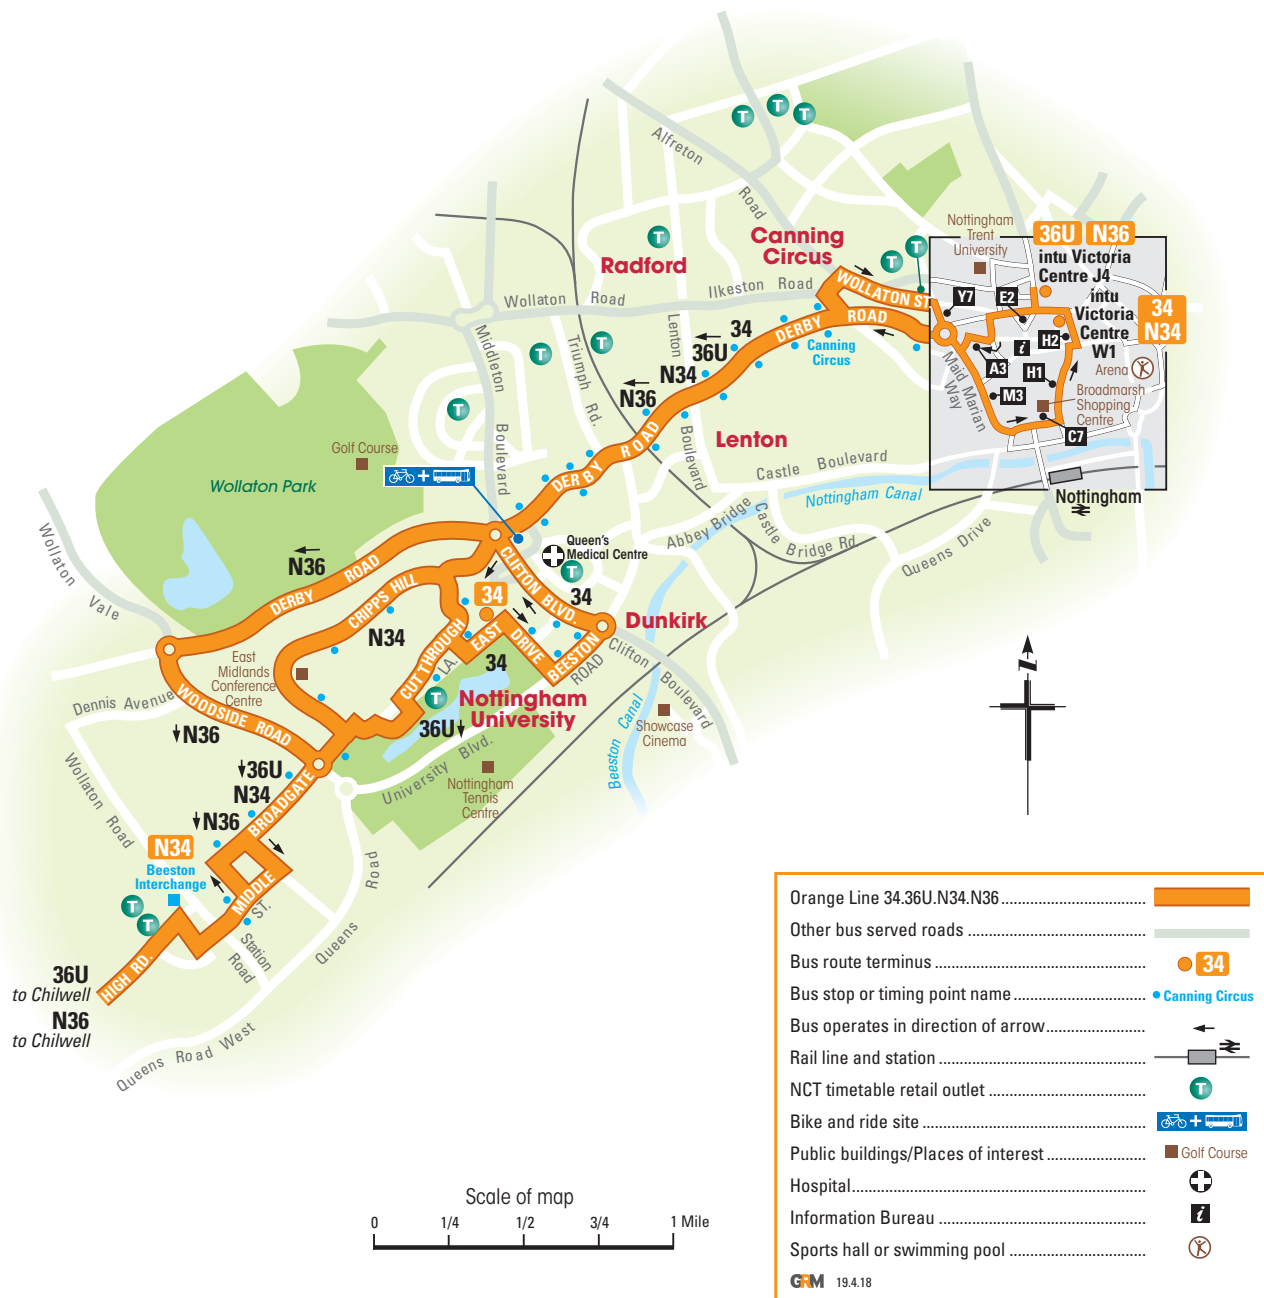 Alfreton
Road
Nottingham
Trent
University
36U
N36
intu Victoria
Centre J4
intu
Victoria
Centre
W1
34
N34
Canning
Circus
Radford
WOLLATON ST
Ilkeston Road
Wollaton Road
Y7
E2
H2
i
A3
H1
M3
C7
Arena
Broadmarsh
Shopping
Centre
Maid Marian
Way
DERBY ROAD
Canning
Circus
34
36U
N34
N36
Lenton
Boulevard
Middleton
Boulevard
Triumph Rd.
Lenton
DERBY ROAD
Golf Course
Wollaton Park
Castle Boulevard
Nottingham Canal
Nottingham
Abbey Bridge
Castle Bridge Rd.
Queens Drive
Queen's
Medical Centre
Wollaton
Vale
N36
DERBY ROAD
CRIPPS HILL
CLIFTON BLVD.
34
34
Dunkirk
N34
EAST
DRIVE
34
BEESTON
ROAD
CUT THROUGH
LA.
Clifton Boulevard
East
Midlands
Conference
Centre
Dennis Avenue
WOODSIDE ROAD
N36
Nottingham
University
36U
Showcase
Cinema
Beeston Canal
University Blvd.
Nottingham
Tennis
Centre
Wollaton Road
36U
N34
N36
BROADGATE
N34
Beeston
Interchange
MIDDLE
ST.
Station
Road
Queens
Road
HIGH RD.
36U
to Chilwell
N36
to Chilwell
Queens Road West
N
Orange Line 34.36U.N34.N36
Other bus served roads
Bus route terminus
34
Bus stop or timing point name
Canning Circus
Bus operates in direction of arrow
Rail line and station
NCT timetable retail outlet
T
Bike and ride site
+
Public buildings/Places of interest
Golf Course
Hospital
Information Bureau
i
Sports hall or swimming pool
GRM 19.4.18
Scale of map
0 1/4 1/2 3/4 1 Mile